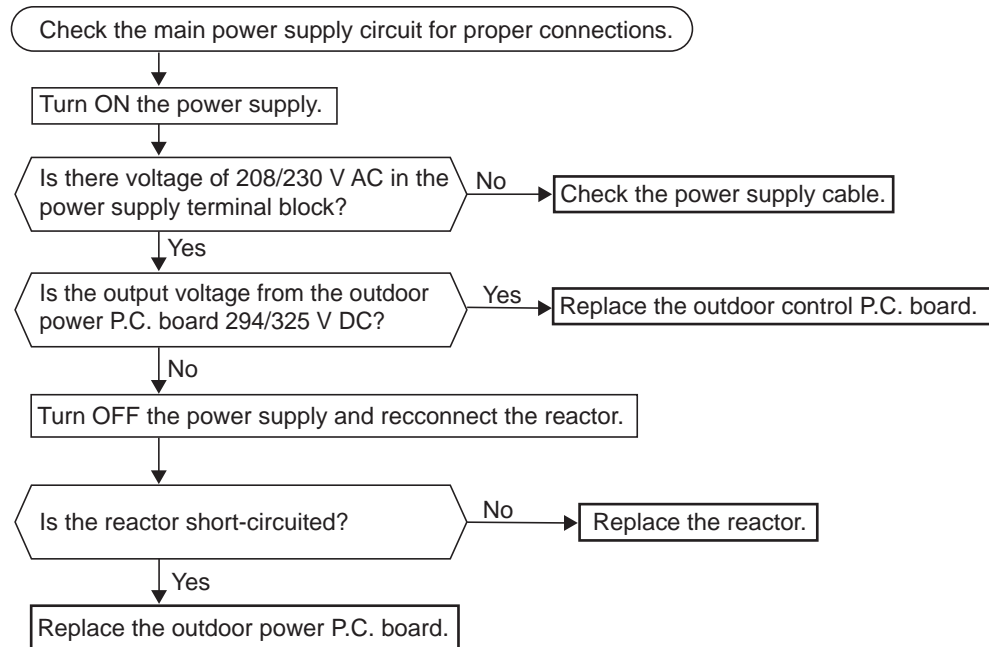 Check the main power supply circuit for proper connections.
Turn ON the power supply.
Is there voltage of 208/230 V AC in the
power supply terminal block?
No
Check the power supply cable.
Yes
Is the output voltage from the outdoor
power P.C. board 294/325 V DC?
Yes
Replace the outdoor control P.C. board.
No
Turn OFF the power supply and recconnect the reactor.
Is the reactor short-circuited?
No
Replace the reactor.
Yes
Replace the outdoor power P.C. board.